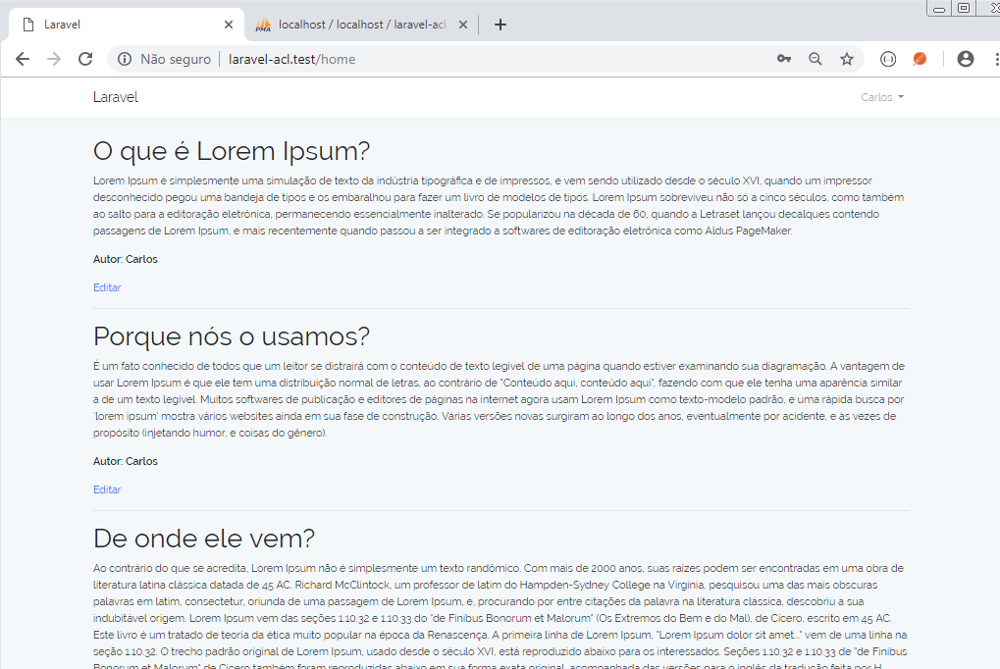 Laravel
localhost / localhost / laravel-acl
PMA
Não seguro
laravel-acl.test/home
Laravel
Carlos
O que é Lorem Ipsum?
Lorem Ipsum é simplesmente uma simulação de texto da indústria tipográfica e de impressos, e vem sendo utilizado desde o século XVI, quando um impressor
desconhecido pegou uma bandeja de tipos e os embaralhou para fazer um livro de modelos de tipos. Lorem Ipsum sobreviveu não só a cinco séculos, como também
ao salto para a editoração eletrônica, permanecendo essencialmente inalterado. Se popularizou na década de 60, quando a Letraset lançou decalques contendo
passagens de Lorem Ipsum, e mais recentemente quando passou a ser integrado a softwares de editoração eletrônica como Aldus PageMaker.
Autor: Carlos
Editar
Porque nós o usamos?
É um fato conhecido de todos que um leitor se distrairá com o conteúdo de texto legível de uma página quando estiver examinando sua diagramação. A vantagem de
usar Lorem Ipsum é que ele tem uma distribuição normal de letras, ao contrário de "Conteúdo aqui, conteúdo aqui", fazendo com que ele tenha uma aparência similar
a de um texto legível. Muitos softwares de publicação e editores de páginas na internet agora usam Lorem Ipsum como texto-modelo padrão, e uma rápida busca por
'lorem ipsum' mostra vários websites ainda em sua fase de construção. Várias versões novas surgiram ao longo dos anos, eventualmente por acidente, e às vezes de
propósito (injetando humor, e coisas do gênero).
Autor: Carlos
Editar
De onde ele vem?
Ao contrário do que se acredita, Lorem Ipsum não é simplesmente um texto randômico. Com mais de 2000 anos, suas raízes podem ser encontradas em uma obra de
literatura latina clássica datada de 45 AC. Richard McClintock, um professor de latim do Hampden-Sydney College na Virginia, pesquisou uma das mais obscuras
palavras em latim, consectetur, oriunda de uma passagem de Lorem Ipsum, e, procurando por entre citações da palavra na literatura clássica, descobriu a sua
indubitável origem. Lorem Ipsum vem das seções 1.10.32 e 1.10.33 do "de Finibus Bonorum et Malorum" (Os Extremos do Bem e do Mal), de Cícero, escrito em 45 AC.
Este livro é um tratado de teoria da ética muito popular na época da Renascença. A primeira linha de Lorem Ipsum, "Lorem Ipsum dolor sit amet..." vem de uma linha na
seção 1.10.32. O trecho padrão original de Lorem Ipsum, usado desde o século XVI, está reproduzido abaixo para os interessados. Seções 1.10.32 e 1.10.33 de "de Finibus
Bonorum et Malorum" de Cicero também foram reproduzidas abaixo em sua forma exata original, acompanhada das versões para o inglês da tradução feita por H.